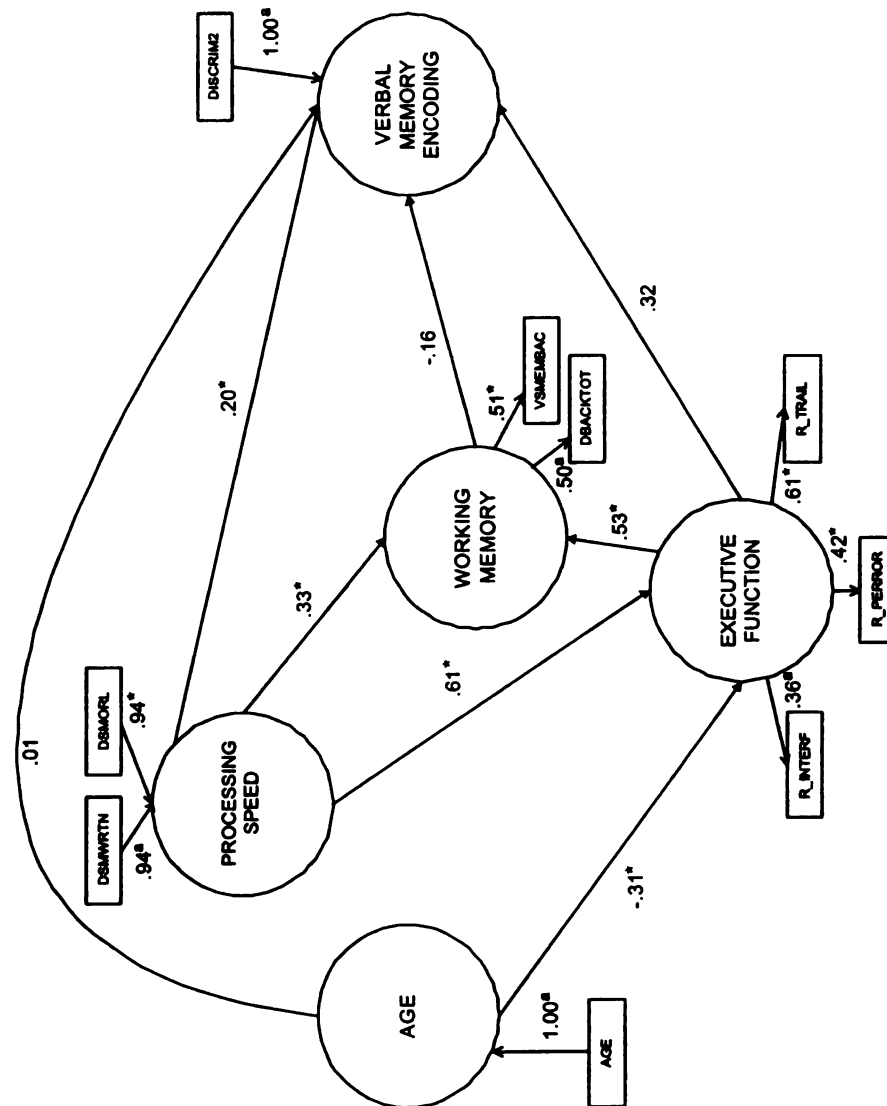 DISCRIM2
1.00ª
VERBAL
MEMORY
ENCODING
.01
.20*
-.16
.32
DSMWRTN
.94ª
DSMORL
.94*
PROCESSING
SPEED
.33*
.61*
WORKING
MEMORY
.51*
VSMEMBAC
.50ª
DBACKTOT
.53*
AGE
1.00ª
AGE
-.31*
EXECUTIVE
FUNCTION
.36ª
R_INTERF
.42*
R_PERROR
.61*
R_TRAIL